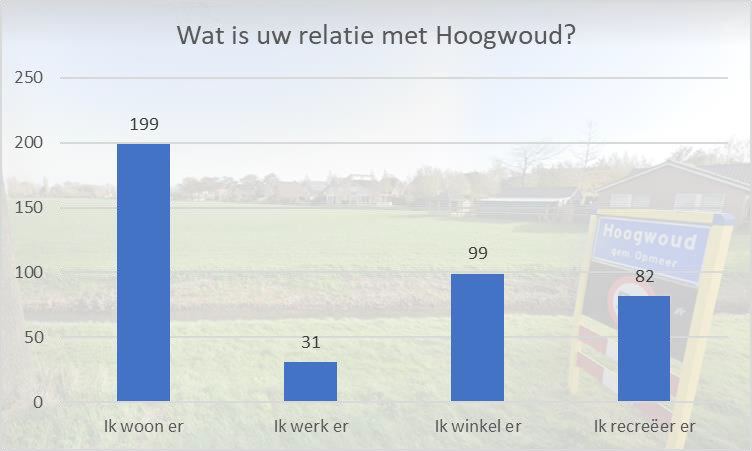 Wat is uw relatie met Hoogwoud?
250
200
150
100
50
0
199
31
99
82
Ik woon er
Ik werk er
Ik winkel er
Ik recreëer er
Hoogwoud
gem. Opmeer